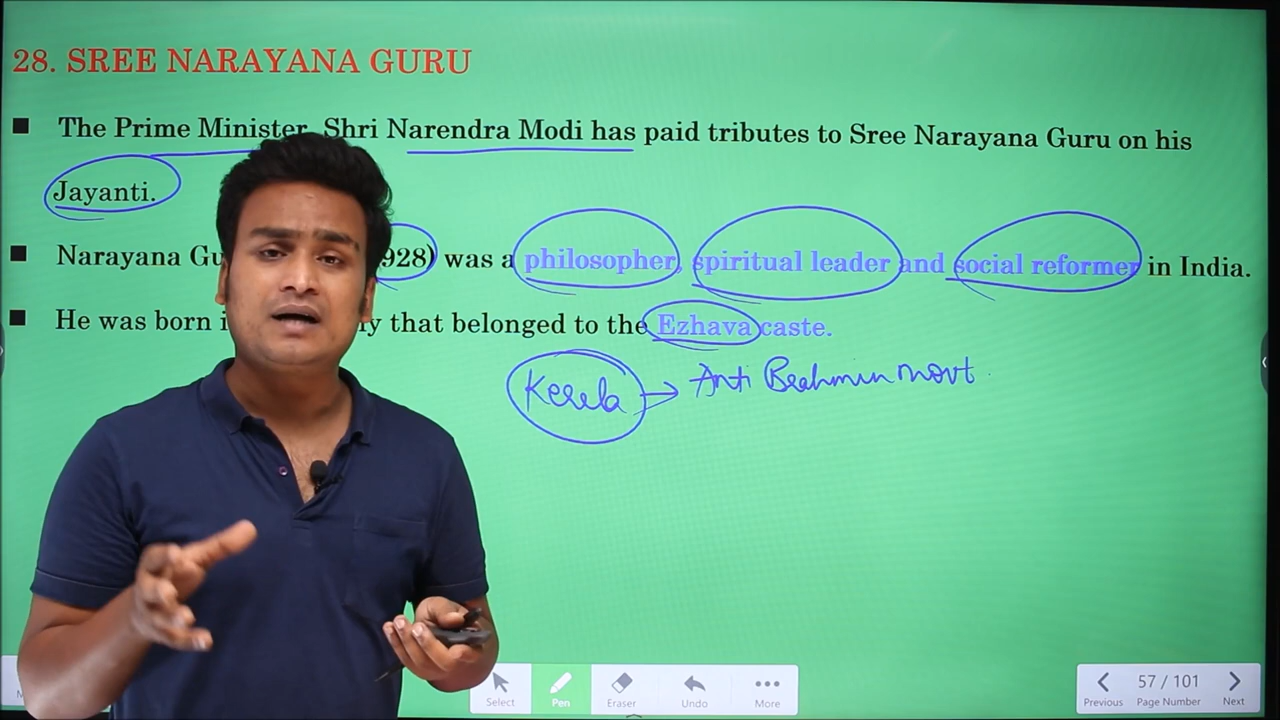 28. SREE NARAYANA GURU
■ The Prime Minister, Shri Narendra Modi has paid tributes to Sree Narayana Guru on his
Jayanti.
■ Narayana Gu 928) was a philosopher, spiritual leader and social reformer in India.
■ He was born i y that belonged to the Ezhava caste.
Kerela → Anti Brahmin movt.
Select Pen Eraser Undo More
57 / 101
Previous Page Number Next